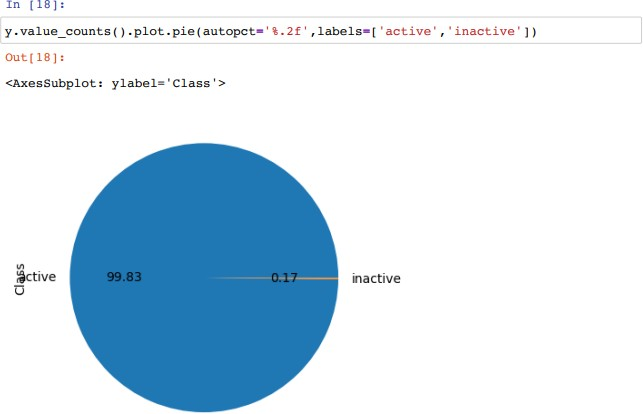 In [18]:
y.value_counts().plot.pie(autopct='%.2f',labels=['active','inactive'])
Out[18]:
<AxesSubplot: ylabel='Class'>
Class
active
99.83
0.17
inactive